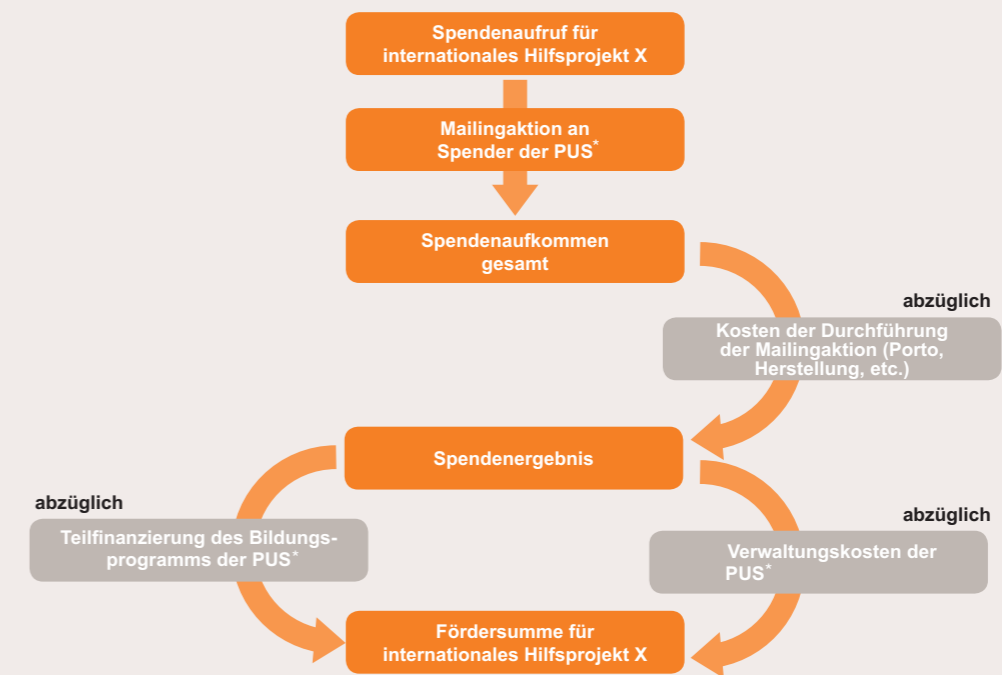 Spendenaufruf für
internationales Hilfsprojekt X
Mailingaktion an
Spender der PUS*
Spendenaufkommen
gesamt
abzüglich
Kosten der Durchführung
der Mailingaktion (Porto,
Herstellung, etc.)
Spendenergebnis
abzüglich
Teilfinanzierung des Bildungs-
programms der PUS*
abzüglich
Verwaltungskosten der
PUS*
Fördersumme für
internationales Hilfsprojekt X